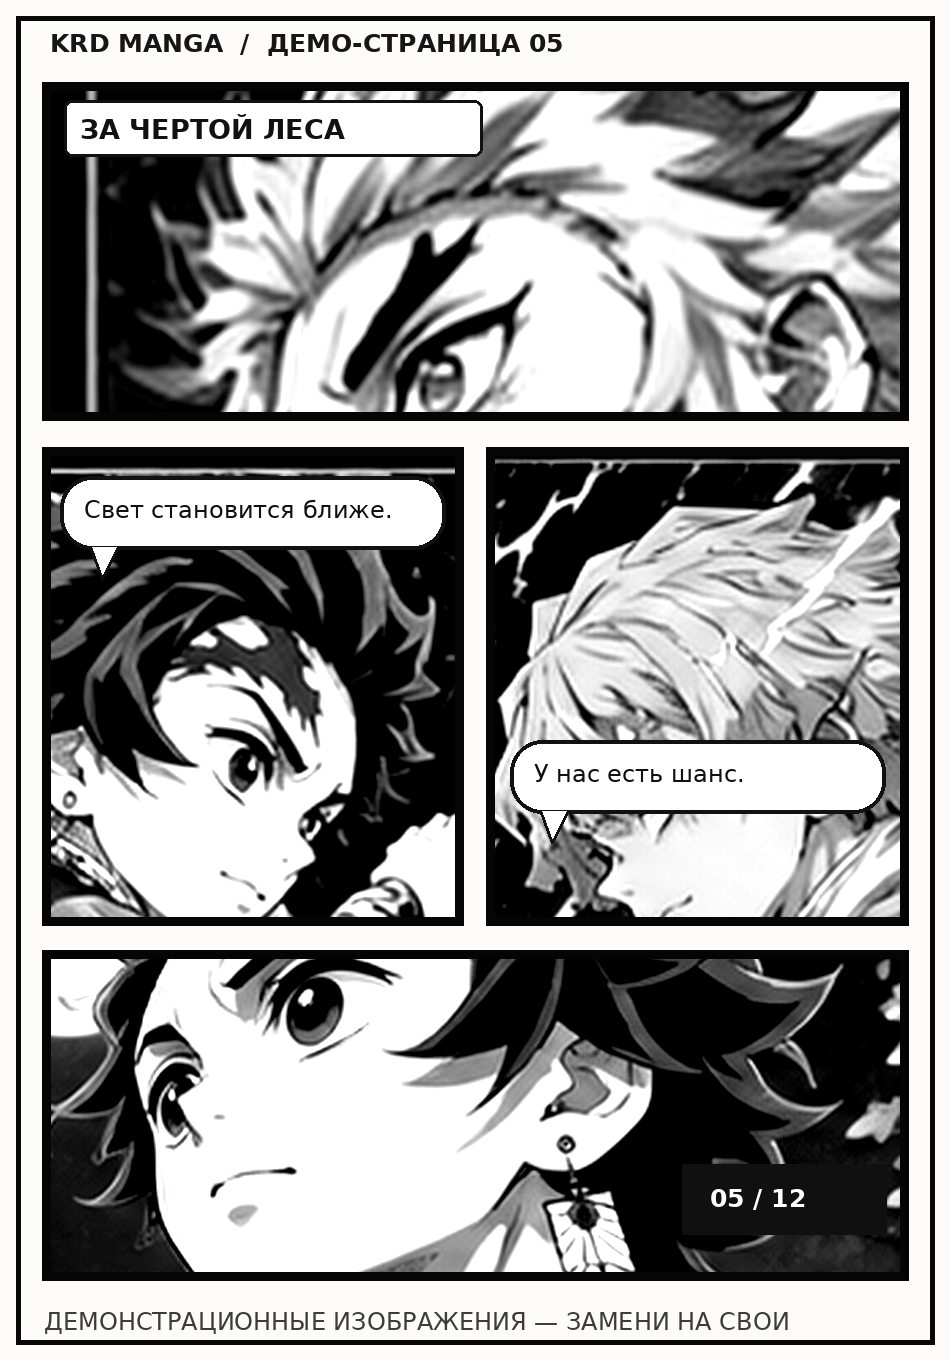 KRD MANGA / ДЕМО-СТРАНИЦА 05
ЗА ЧЕРТОЙ ЛЕСА
Свет становится ближе.
У нас есть шанс.
05 / 12
ДЕМОНСТРАЦИОННЫЕ ИЗОБРАЖЕНИЯ — ЗАМЕНИ НА СВОИ